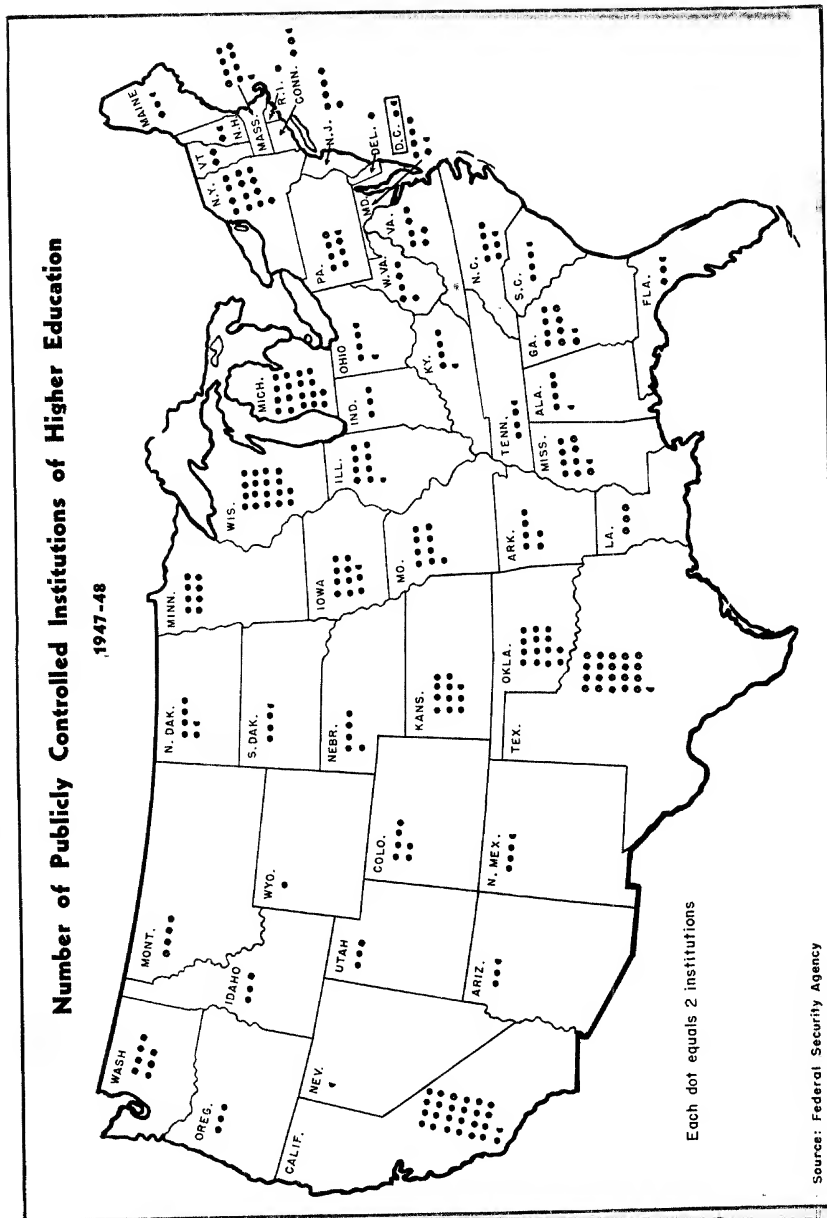 Number of Publicly Controlled Institutions of Higher Education
1947-48
WASH
OREG.
CALIF.
NEV.
IDAHO
MONT.
WYO.
UTAH
ARIZ.
COLO.
N. MEX.
N. DAK.
S. DAK.
NEBR.
KANS.
OKLA.
TEX.
MINN.
IOWA
MO.
ARK.
LA.
WIS.
ILL.
MICH.
IND.
OHIO
KY.
TENN.
MISS.
ALA.
GA.
FLA.
S.C.
N.C.
VA.
W.VA.
PA.
MD.
D.C.
DEL.
N.J.
N.Y.
CONN.
R.I.
MASS.
VT.
N.H.
MAINE
Each dot equals 2 institutions
Source: Federal Security Agency